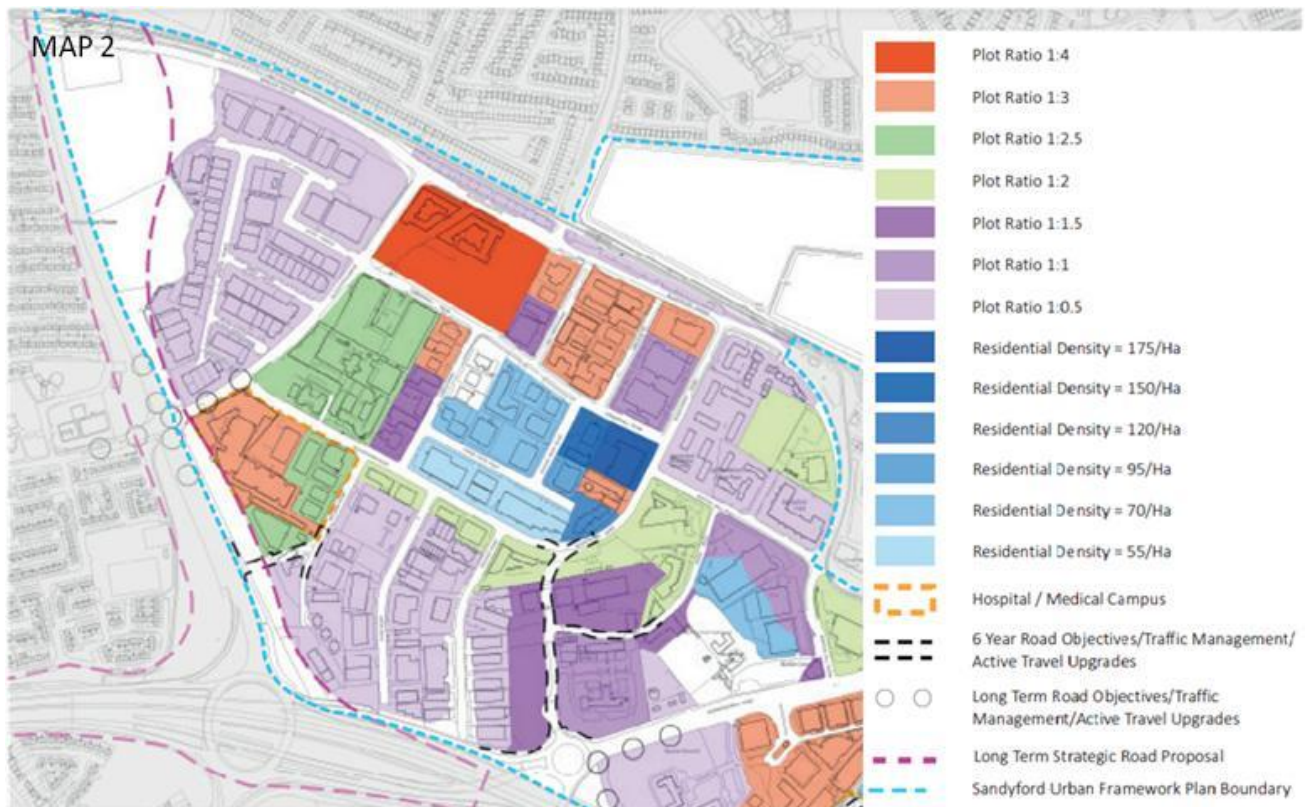 MAP 2
Plot Ratio 1:4
Plot Ratio 1:3
Plot Ratio 1:2.5
Plot Ratio 1:2
Plot Ratio 1:1.5
Plot Ratio 1:1
Plot Ratio 1:0.5
Residential Density = 175/Ha
Residential Density = 150/Ha
Residential Density = 120/Ha
Residential Density = 95/Ha
Residential Density = 70/Ha
Residential Density = 55/Ha
Hospital / Medical Campus
6 Year Road Objectives/Traffic Management/
Active Travel Upgrades
Long Term Road Objectives/Traffic
Management/Active Travel Upgrades
Long Term Strategic Road Proposal
Sandyford Urban Framework Plan Boundary